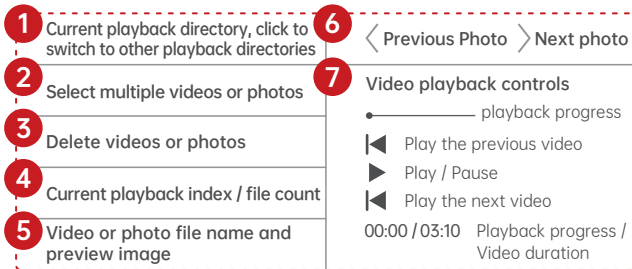 1 Current playback directory, click to
switch to other playback directories
2 Select multiple videos or photos
3 Delete videos or photos
4 Current playback index / file count
5 Video or photo file name and
preview image
6 Previous Photo Next photo
7 Video playback controls
playback progress
Play the previous video
Play / Pause
Play the next video
00:00 / 03:10 Playback progress /
Video duration